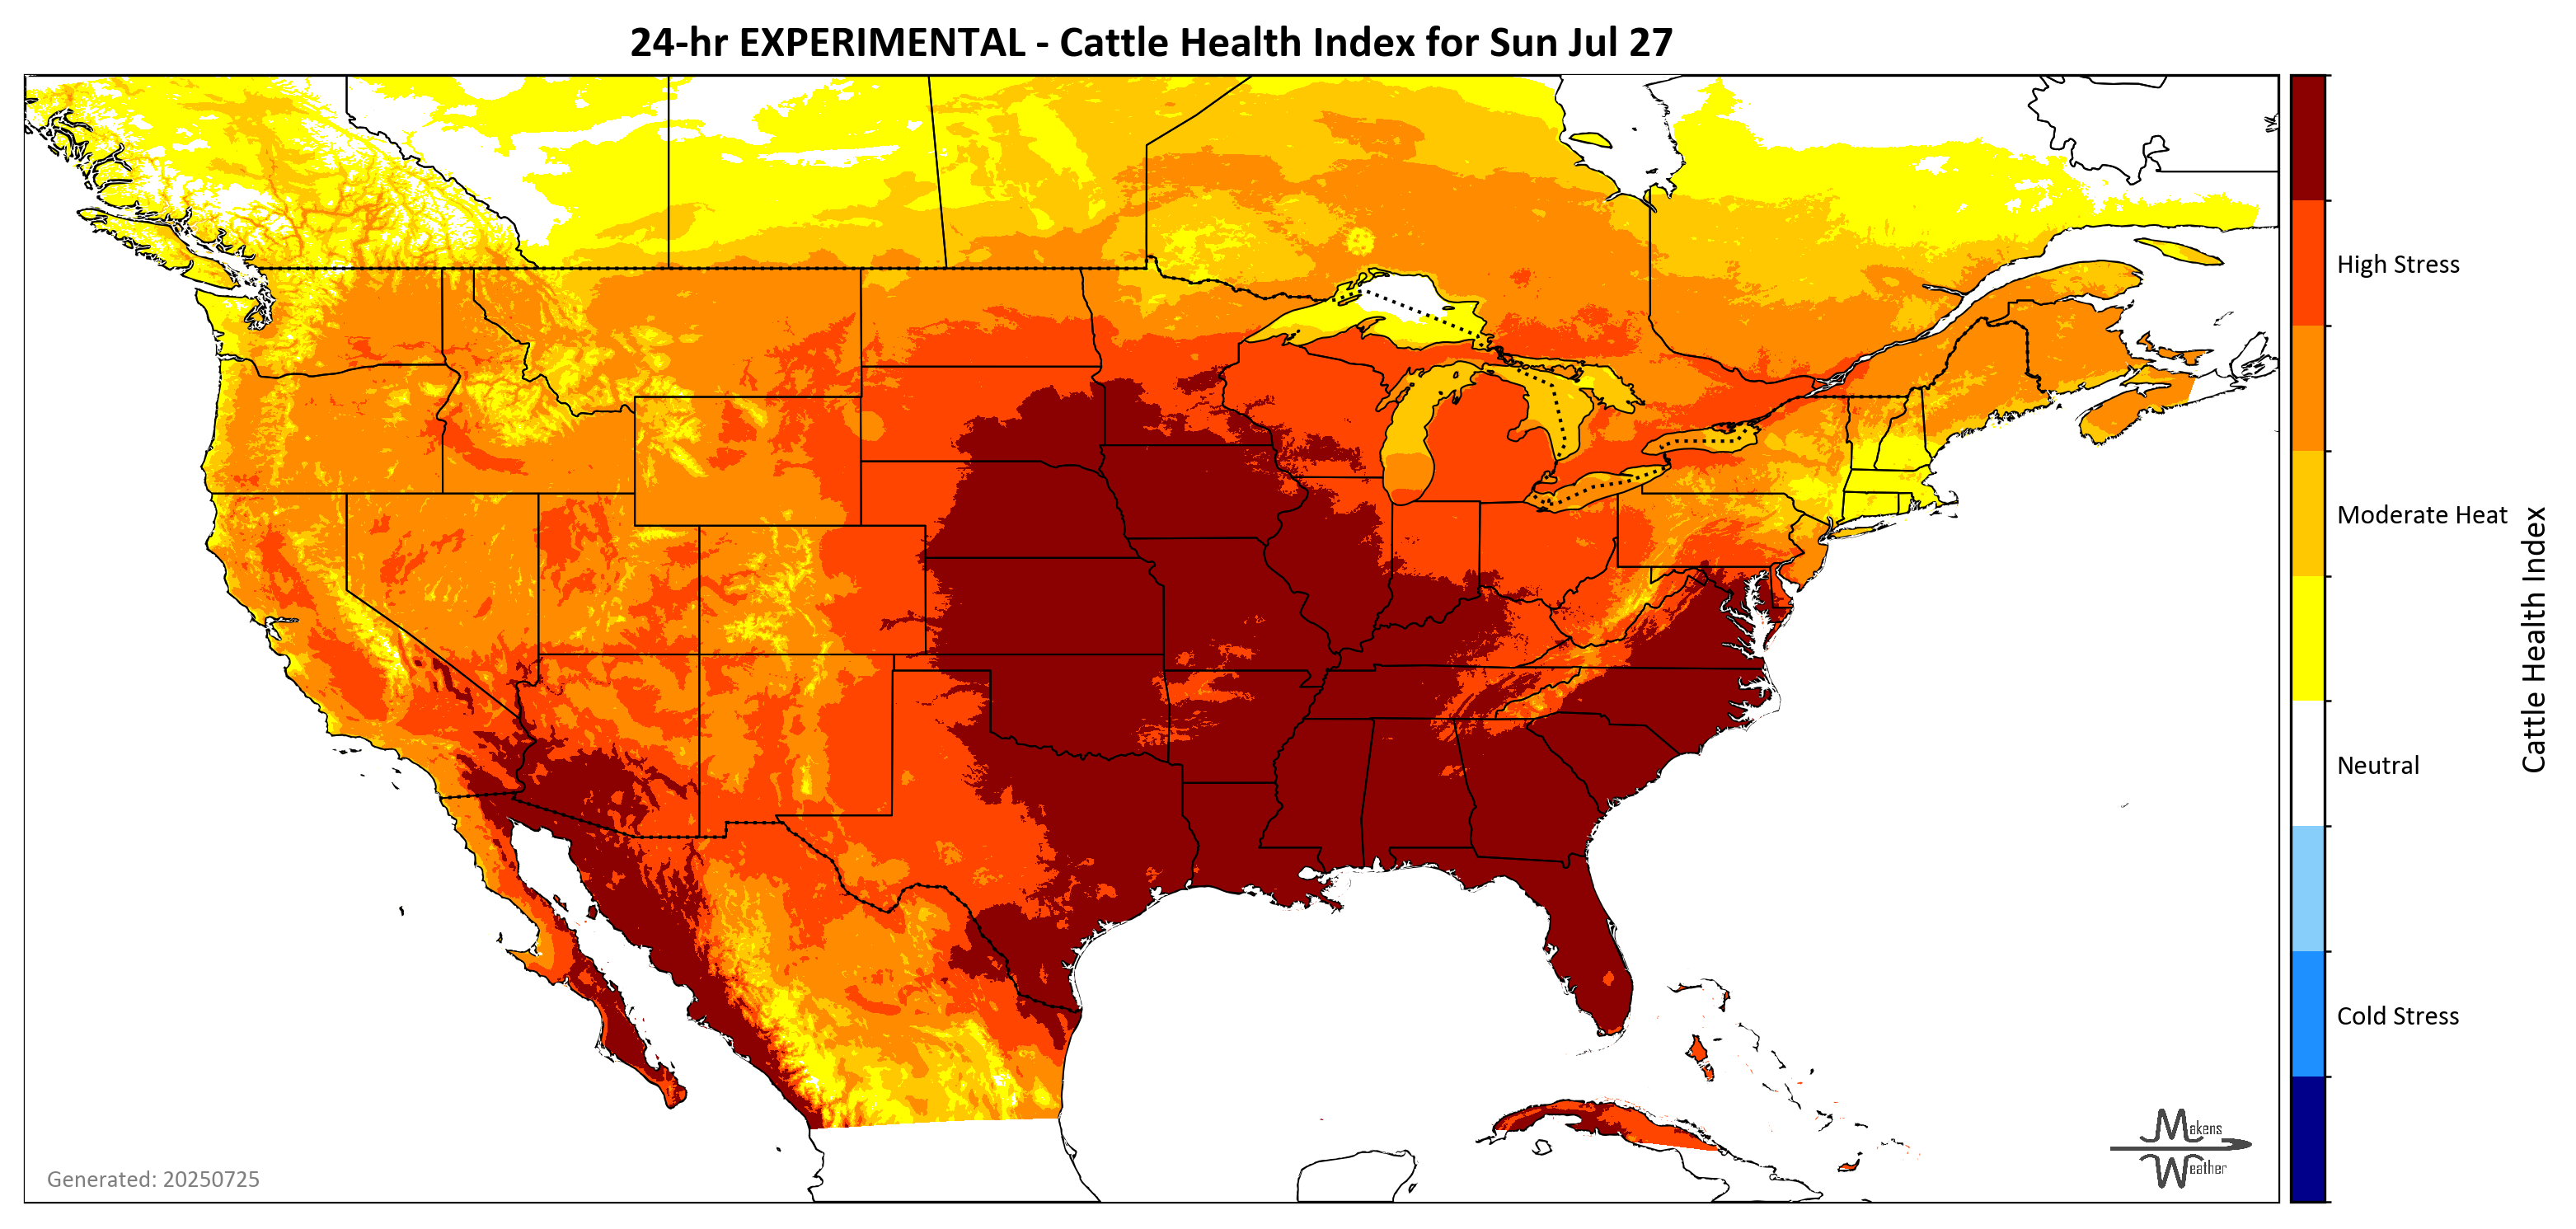 24-hr EXPERIMENTAL - Cattle Health Index for Sun Jul 27
High Stress
Moderate Heat
Neutral
Cold Stress
Cattle Health Index
Generated: 20250725
Makens
Weather